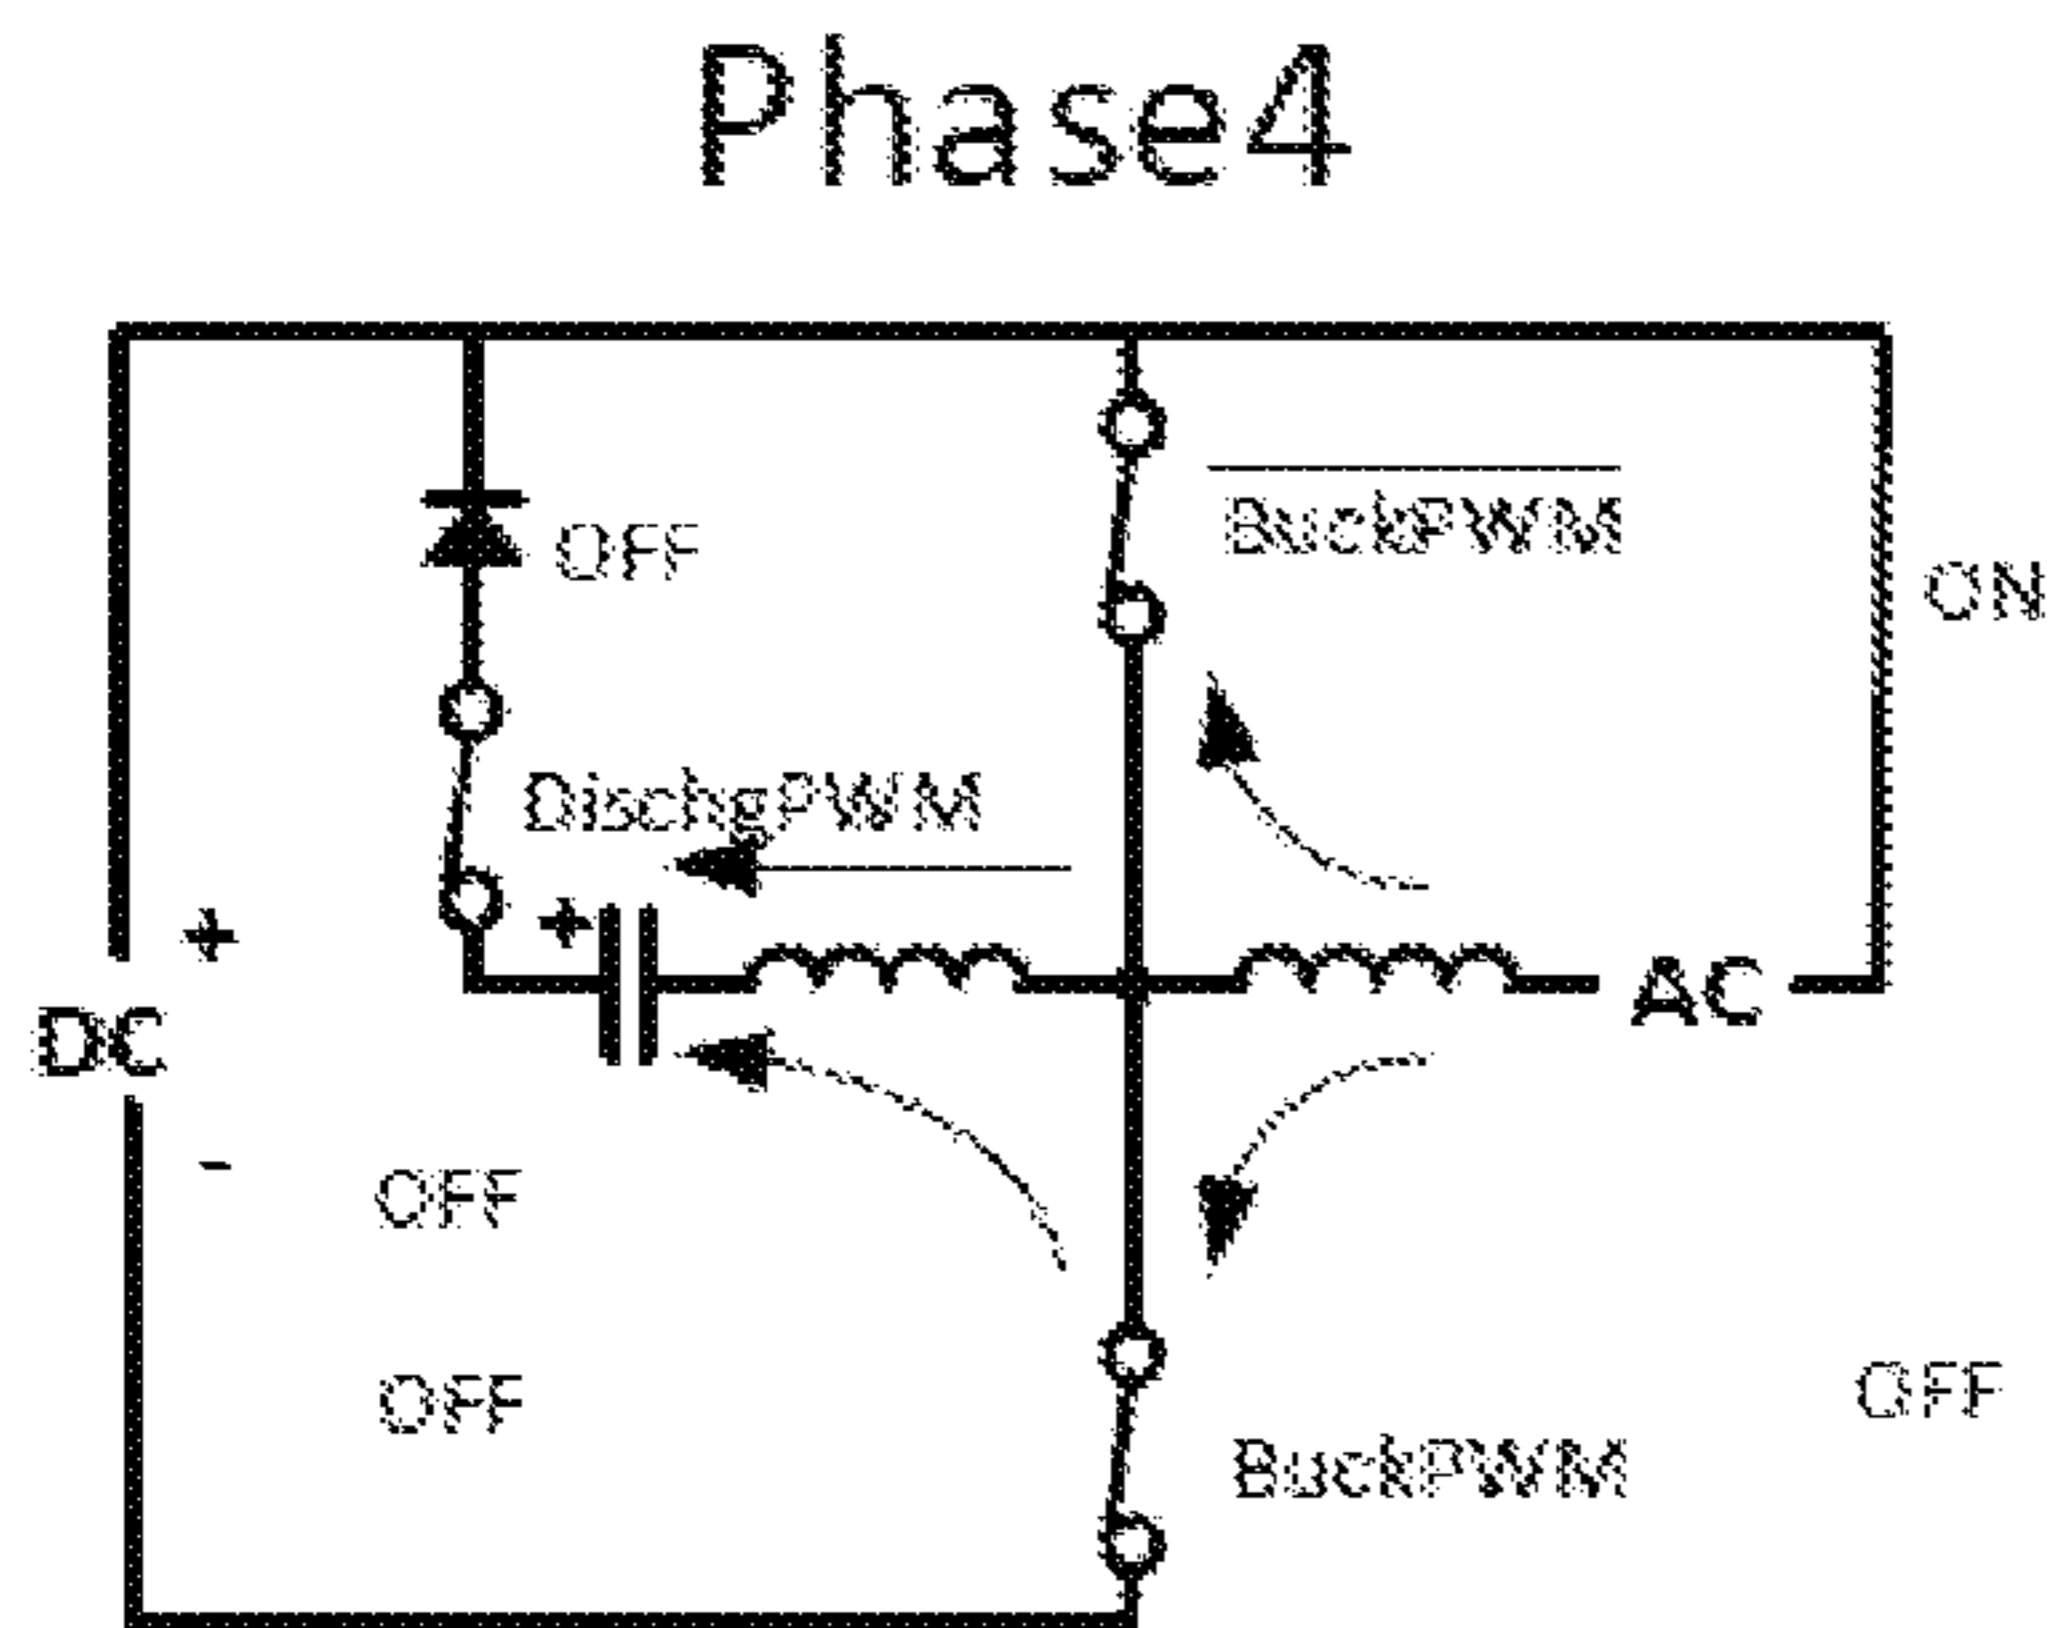 Phase4
BuckPWM
OFF
ON
DischgPWM
+
+
AC
DC
-
OFF
OFF
OFF
BuckPWM